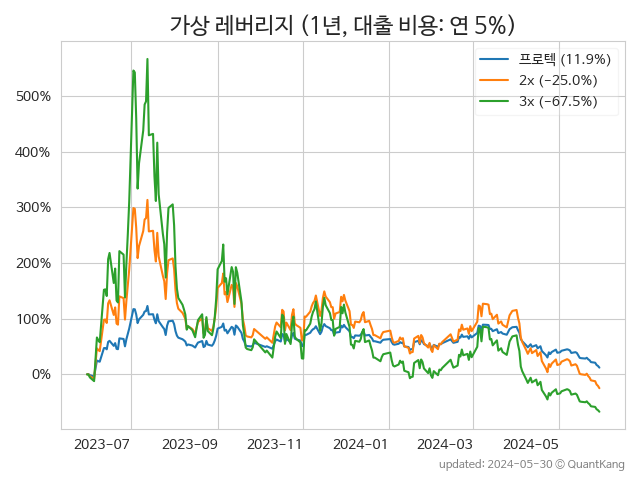 가상 레버리지 (1년, 대출 비용: 연 5%)
프로텍 (11.9%)
2x (−25.0%)
3x (−67.5%)
500%
400%
300%
200%
100%
0%
2023-07 2023-09 2023-11 2024-01 2024-03 2024-05
updated: 2024-05-30 © QuantKang